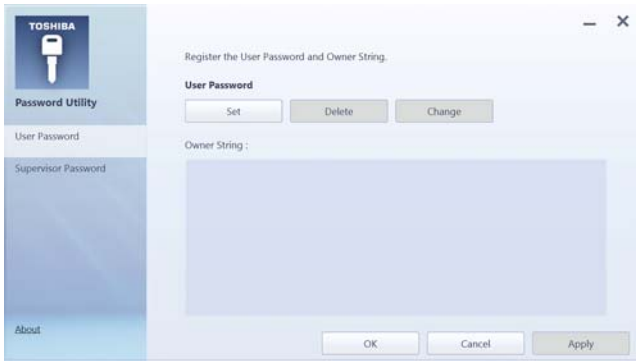 TOSHIBA
Password Utility
User Password
Supervisor Password
About
Register the User Password and Owner String.
User Password
Set
Delete
Change
Owner String :
OK
Cancel
Apply